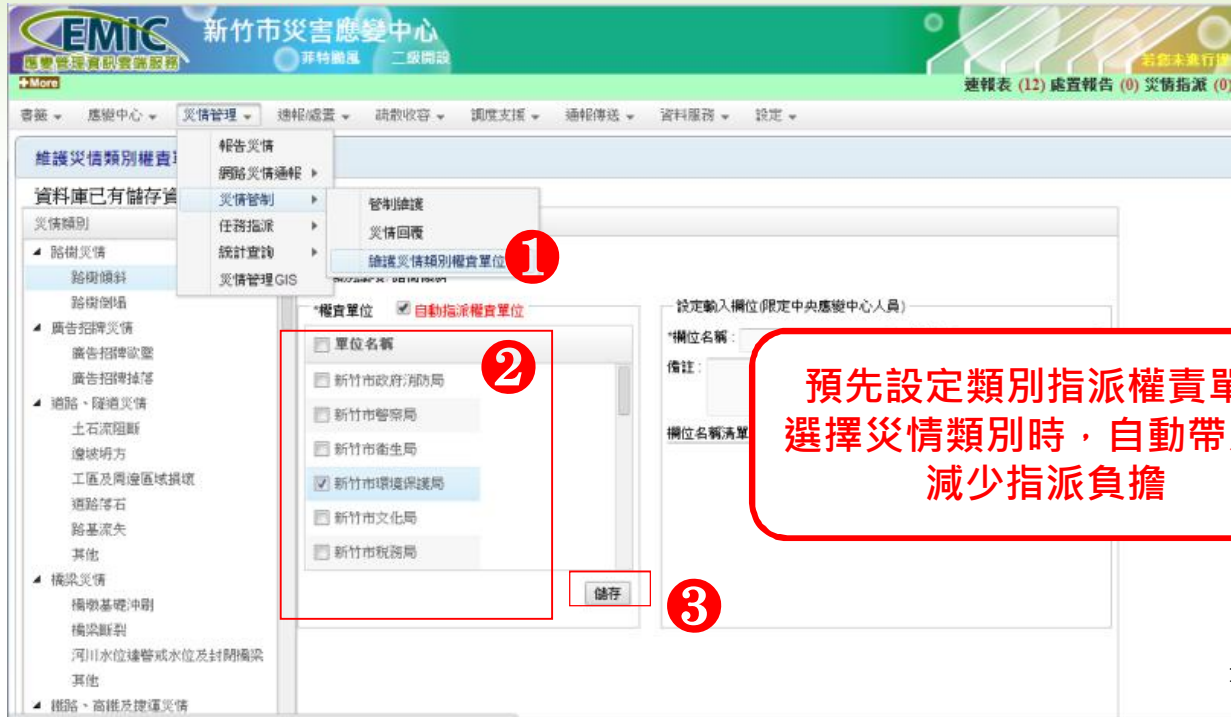 EMIC
應變管理資訊雲端服務
新竹市災害應變中心
菲特颱風 二級開設
若您未進行
+More
速報表 (12) 處置報告 (0) 災情指派 (0)
書籤 應變中心 災情管理 速報/處置 疏散收容 調度支援 通報傳送 資料服務 設定
維護災情類別權責
資料庫已有儲存資
報告災情
網路災情通報
災情管制
任務指派
統計查詢
災情管理GIS
管制維護
災情回覆
維護災情類別權責單位
1
災情類別
路樹災情
路樹傾斜
路樹倒塌
廣告招牌災情
廣告招牌歪墜
廣告招牌掉落
道路、隧道災情
土石流阻斷
邊坡坍方
工區及周邊區域損壞
道路落石
路基流失
其他
橋梁災情
橋墩基礎沖刷
橋梁斷裂
河川水位達警戒水位及封閉橋梁
其他
鐵路、高鐵及捷運災情
*權責單位 自動指派權責單位
單位名稱
2
新竹市政府消防局
新竹市警察局
新竹市衛生局
新竹市環境保護局
新竹市文化局
新竹市稅務局
儲存
3
設定輸入欄位(限定中央應變中心人員)
*欄位名稱:
備註:
欄位名稱清單
預先設定類別指派權責單
選擇災情類別時，自動帶
減少指派負擔